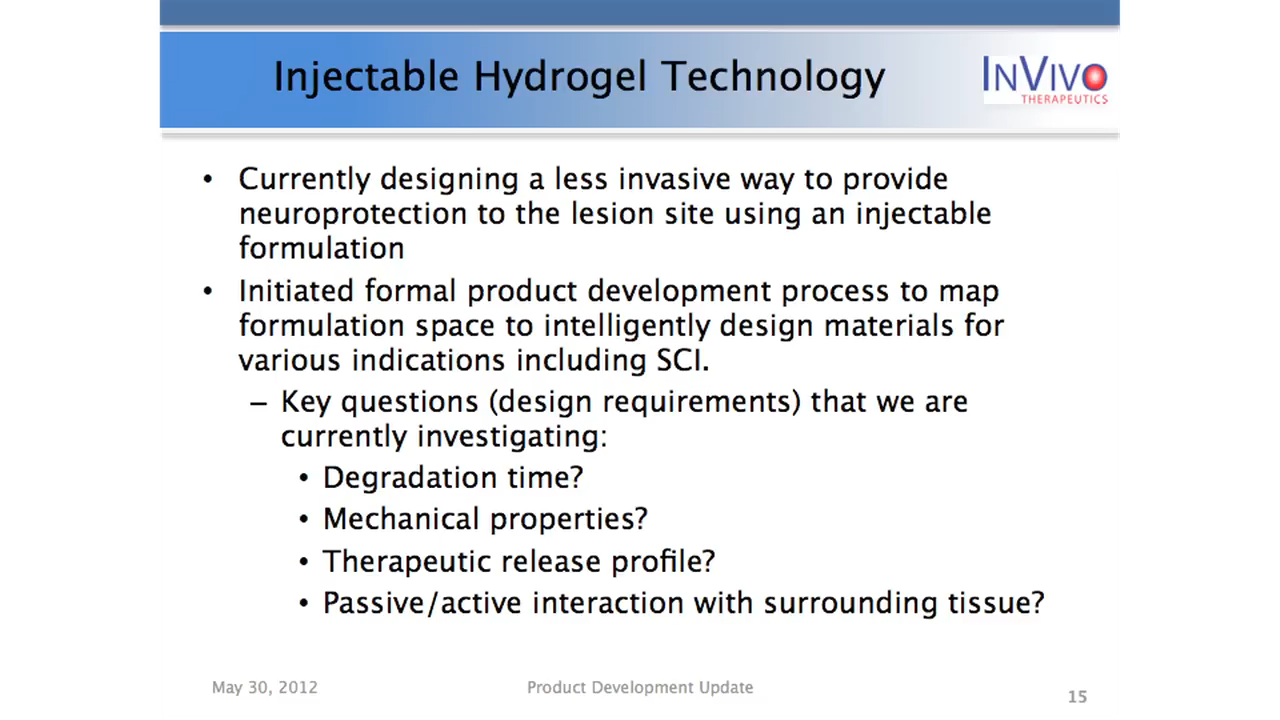 Injectable Hydrogel Technology
INVIVO
THERAPEUTICS
• Currently designing a less invasive way to provide
neuroprotection to the lesion site using an injectable
formulation
• Initiated formal product development process to map
formulation space to intelligently design materials for
various indications including SCI.
– Key questions (design requirements) that we are
currently investigating:
• Degradation time?
• Mechanical properties?
• Therapeutic release profile?
• Passive/active interaction with surrounding tissue?
May 30, 2012
Product Development Update
15